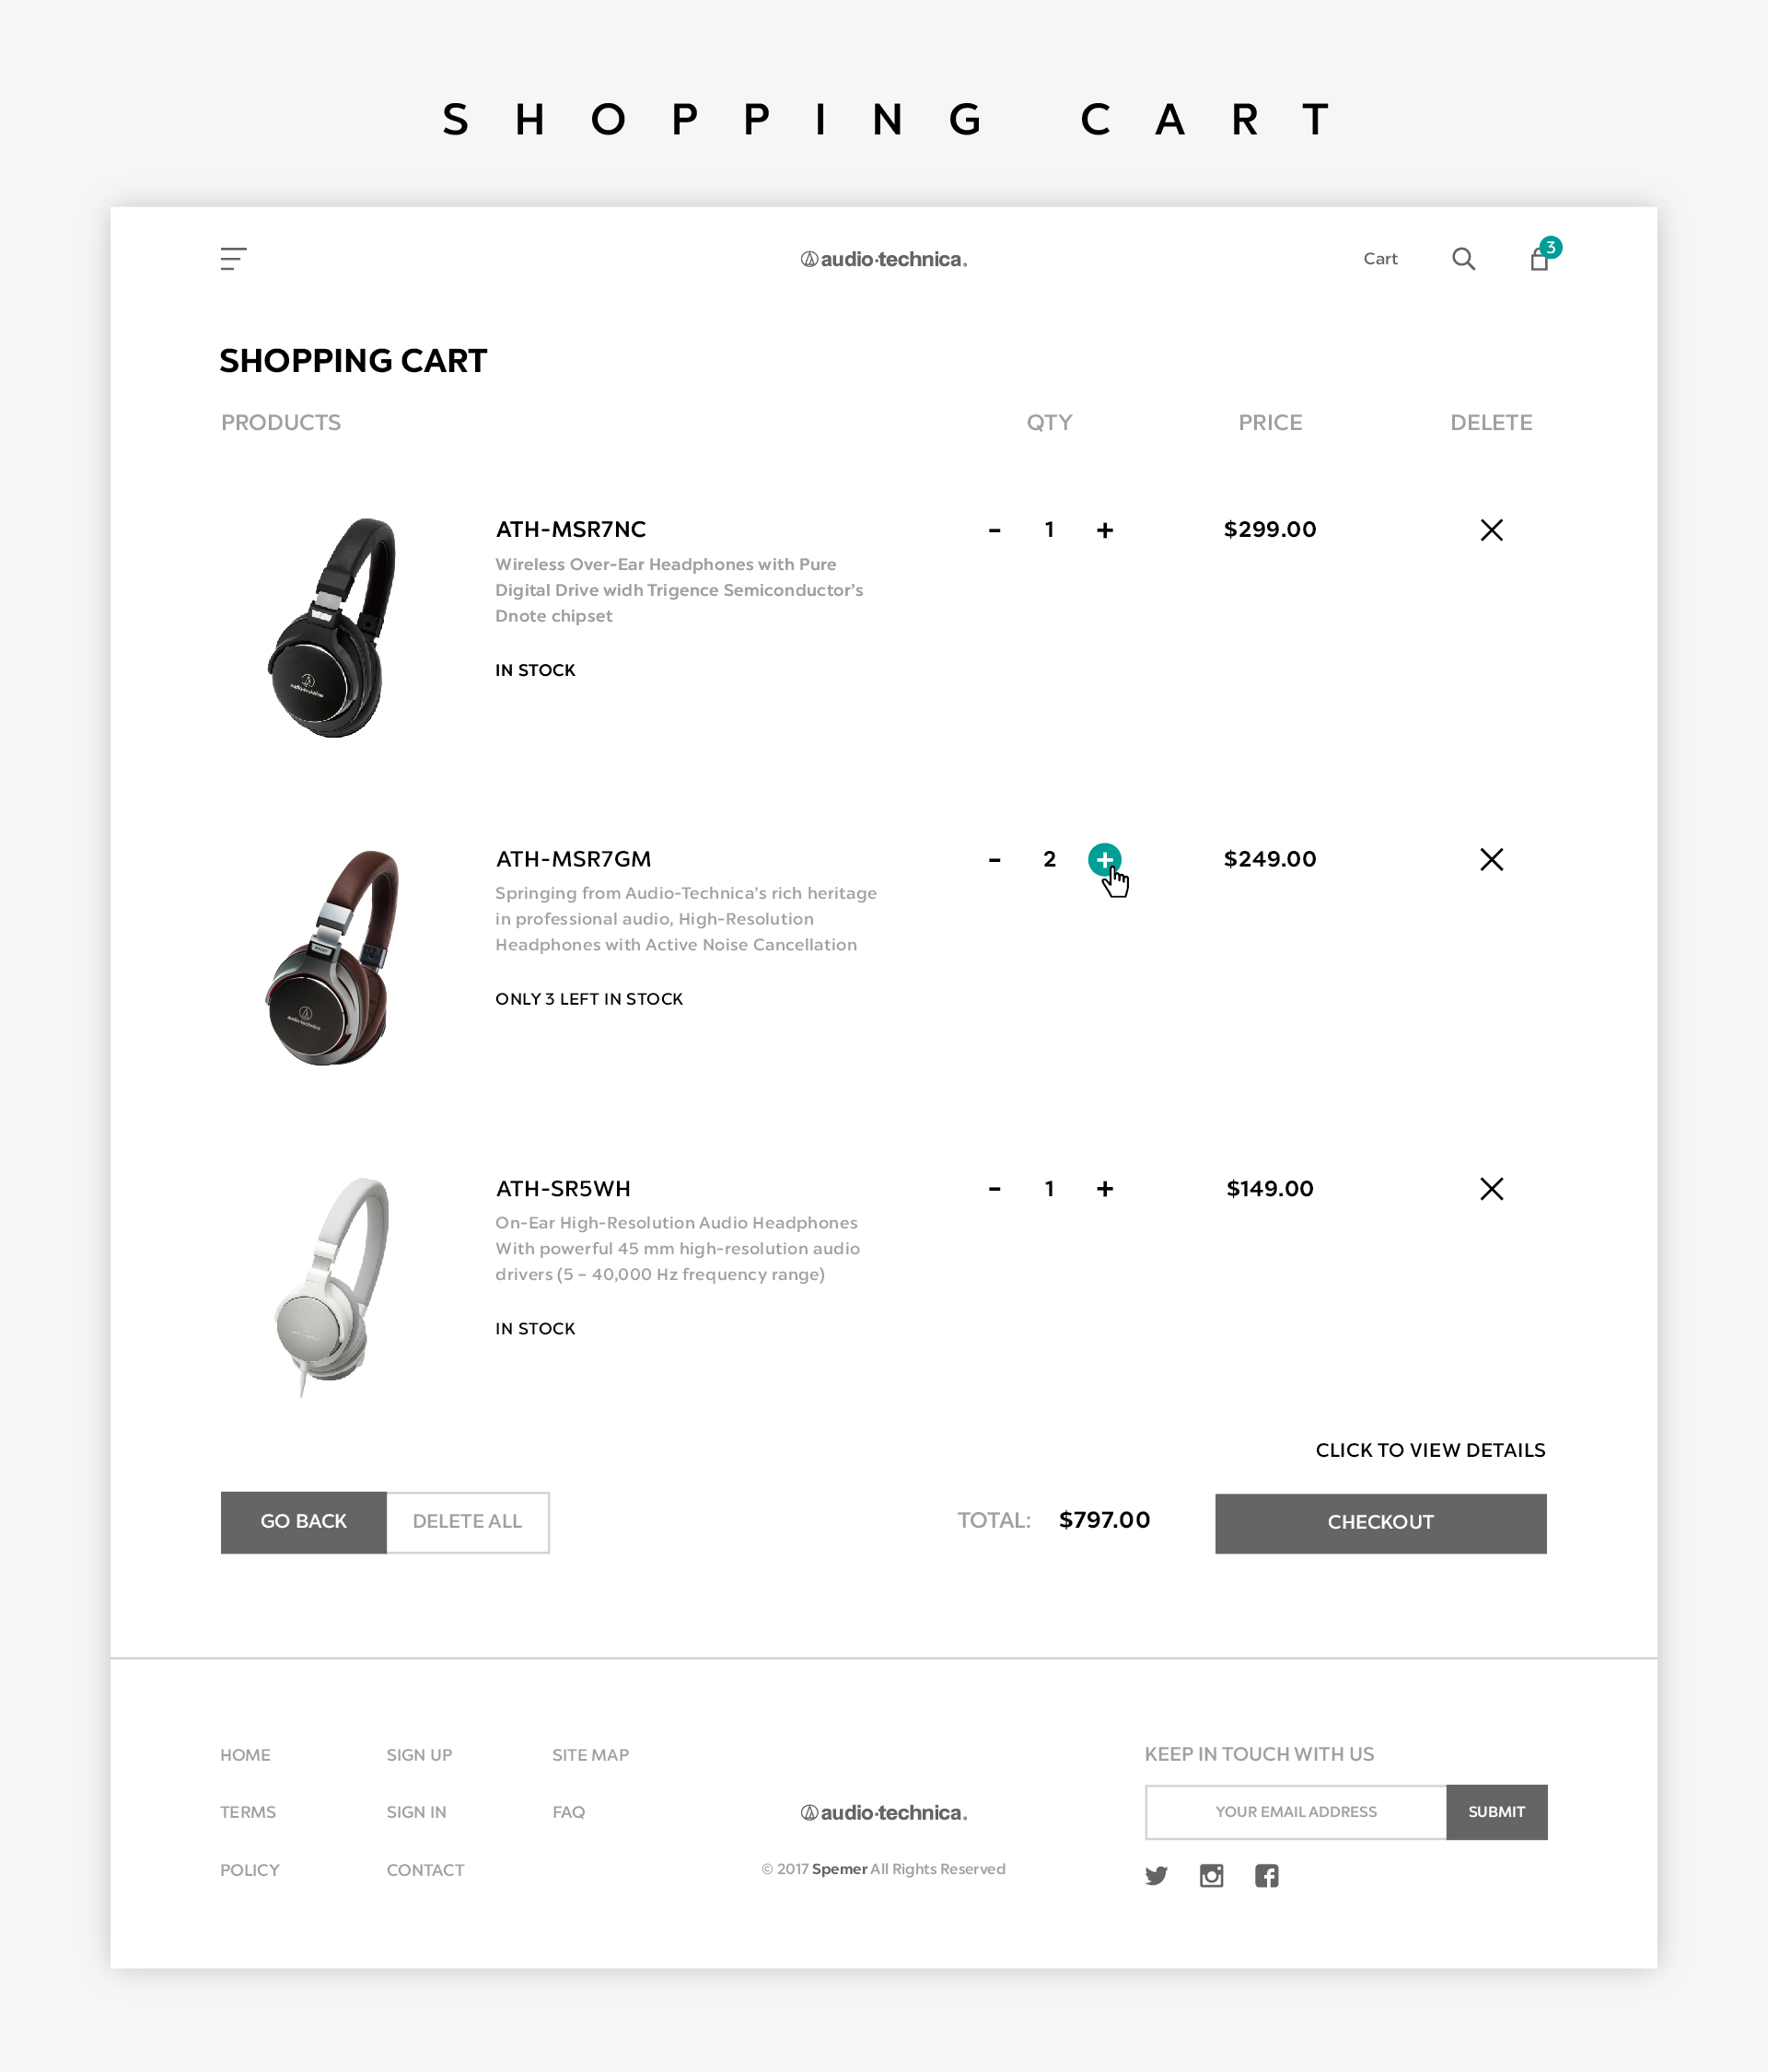 SHOPPING CART
audio-technica
Cart
3
SHOPPING CART
PRODUCTS QTY PRICE DELETE
ATH-MSR7NC - 1 + $299.00
Wireless Over-Ear Headphones with Pure
Digital Drive widh Trigence Semiconductor's
Dnote chipset
IN STOCK
audio-technica
ATH-MSR7GM - 2 + $249.00
Springing from Audio-Technica's rich heritage
in professional audio, High-Resolution
Headphones with Active Noise Cancellation
ONLY 3 LEFT IN STOCK
audio-technica
ATH-SR5WH - 1 + $149.00
On-Ear High-Resolution Audio Headphones
With powerful 45 mm high-resolution audio
drivers (5 – 40,000 Hz frequency range)
IN STOCK
CLICK TO VIEW DETAILS
GO BACK DELETE ALL TOTAL: $797.00 CHECKOUT
HOME SIGN UP SITE MAP
TERMS SIGN IN FAQ
POLICY CONTACT
audio-technica
© 2017 Spemer All Rights Reserved
KEEP IN TOUCH WITH US
YOUR EMAIL ADDRESS SUBMIT